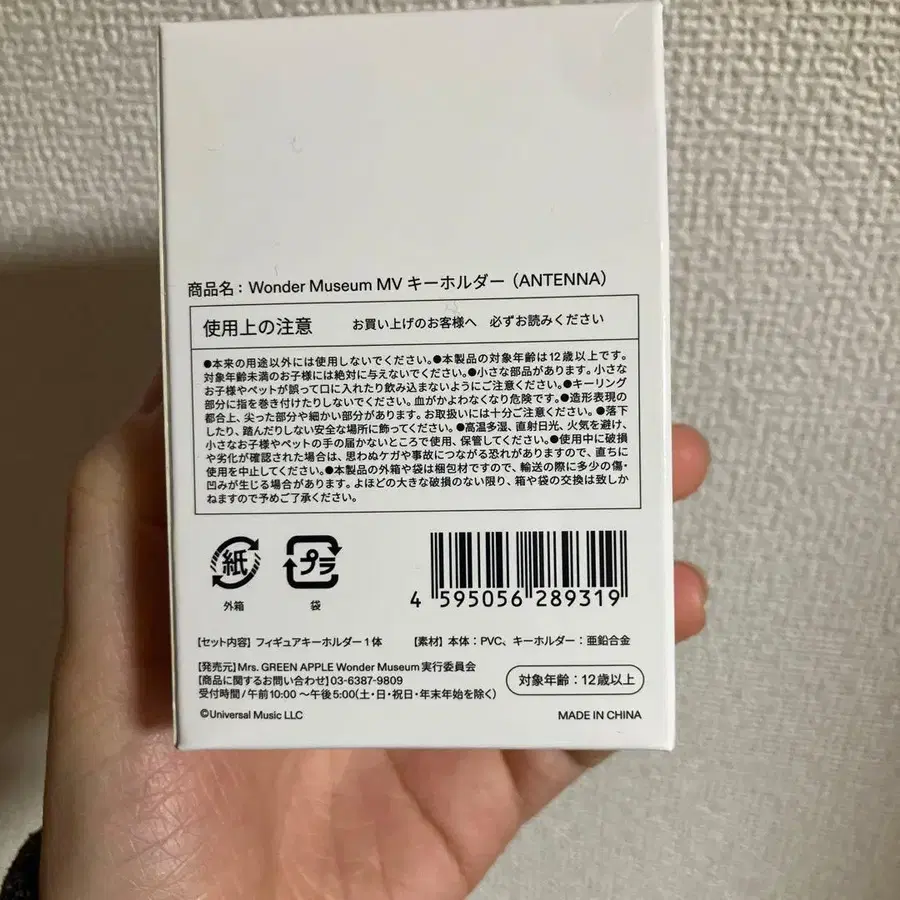 商品名：Wonder Museum MV キーホルダー（ANTENNA）
使用上の注意　お買い上げのお客様へ　必ずお読みください
●本来の用途以外には使用しないでください。●本製品の対象年齢は12歳以上です。
対象年齢未満のお子様には絶対に与えないでください。●小さな部品があります。小さな
お子様やペットが誤って口に入れたり飲み込まないようにご注意ください。●キーリング
部分に指を巻き付けたりしないでください。血がかよわなくなり危険です。●造形表現の
都合上、尖った部分や細かい部分があります。お取扱いには十分ご注意ください。●落下
したり、踏んだりしない安全な場所に飾ってください。●高温多湿、直射日光、火気を避け、
小さなお子様やペットの手の届かないところで使用、保管してください。●使用中に破損
や劣化が確認された場合は、思わぬケガや事故につながる恐れがありますので、直ちに
使用を中止してください。●本製品の外箱や袋は梱包材ですので、輸送の際に多少の傷・
凹みが生じる場合があります。よほどの大きな破損のない限り、箱や袋の交換は致しか
ねますので予めご了承ください。
紙
外箱
プラ
袋
4 595056 289319
【セット内容】フィギュアキーホルダー1体　【素材】本体：PVC、キーホルダー：亜鉛合金
【発売元】Mrs. GREEN APPLE Wonder Museum 実行委員会
【商品に関するお問い合わせ】03-6387-9809
受付時間/午前10:00 〜午後5:00(土・日・祝日・年末年始を除く)
対象年齢：12歳以上
©Universal Music LLC
MADE IN CHINA